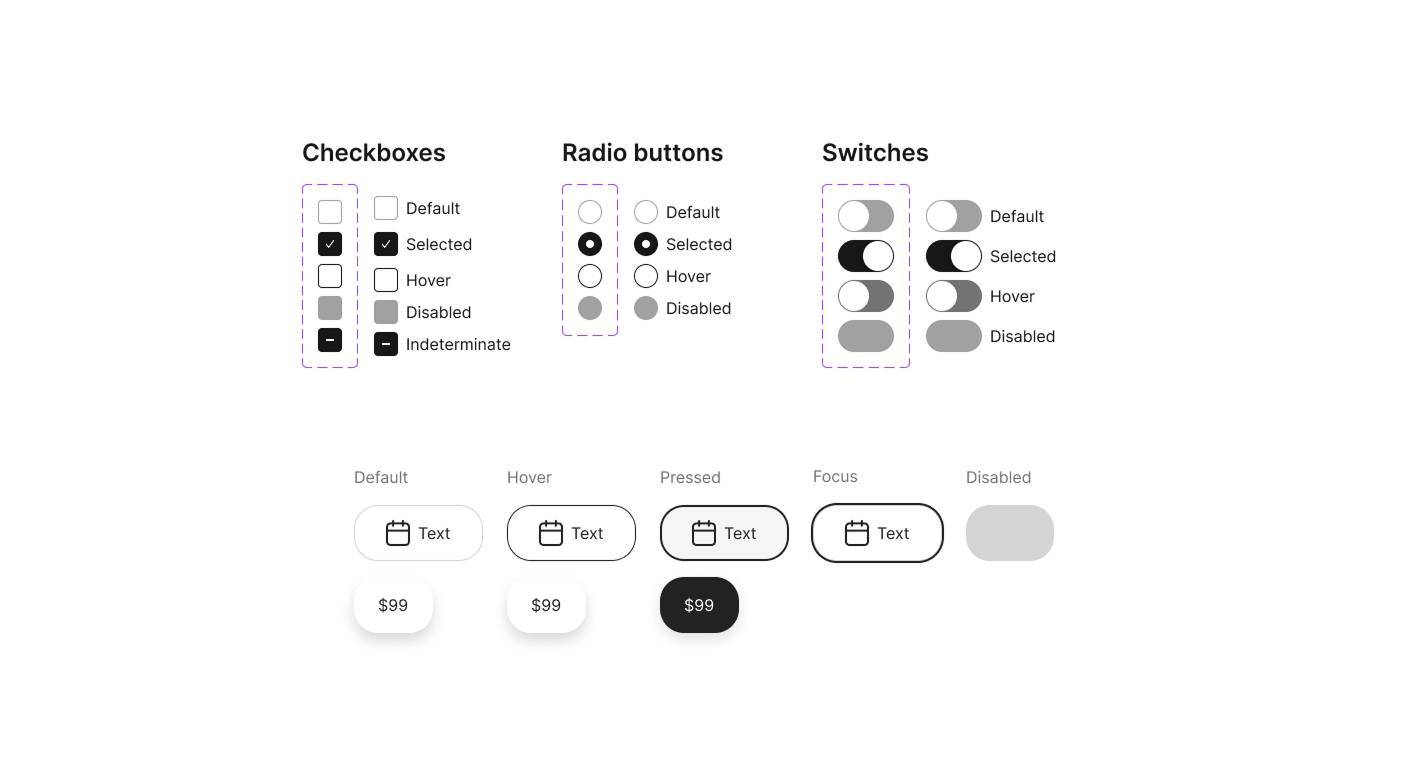 Checkboxes
Default
Selected
Hover
Disabled
Indeterminate
Radio buttons
Default
Selected
Hover
Disabled
Switches
Default
Selected
Hover
Disabled
Default
Hover
Pressed
Focus
Disabled
Text
Text
Text
Text
$99
$99
$99